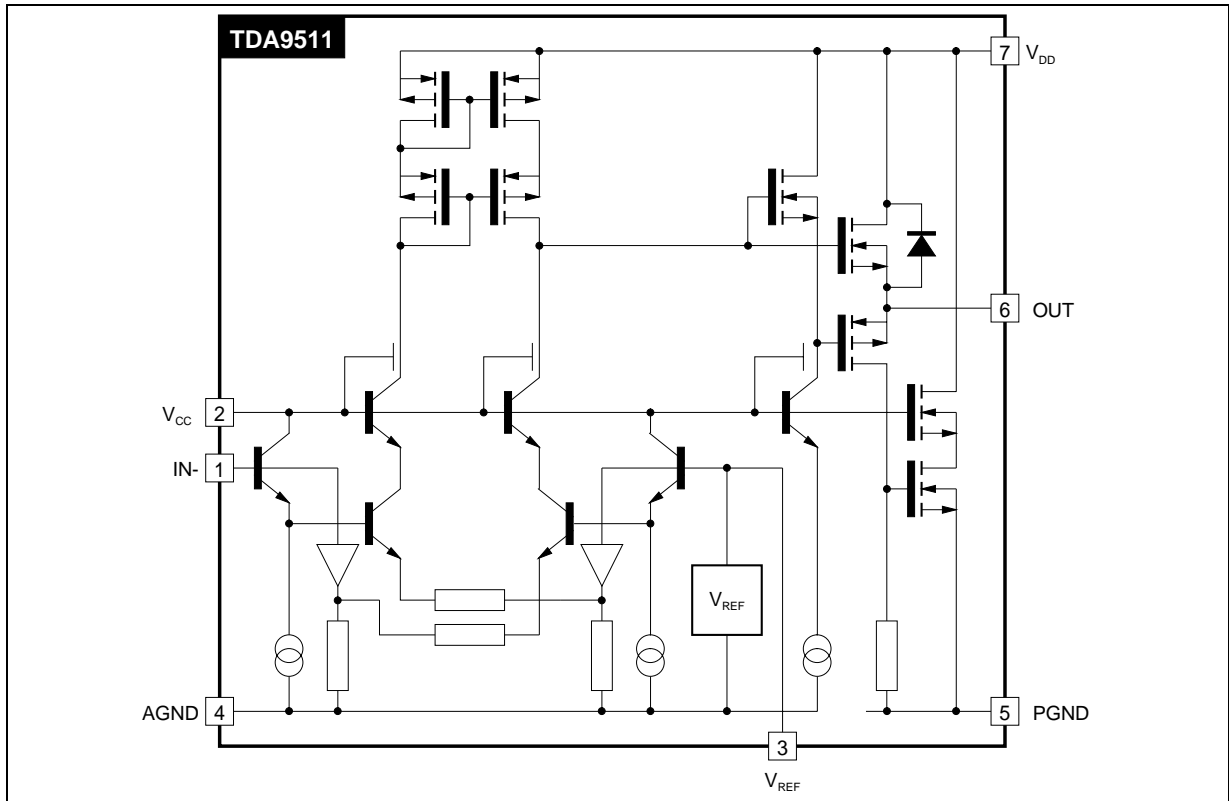 TDA9511
7 V_DD
6 OUT
V_CC 2
IN- 1
V_REF
AGND 4
5 PGND
3
V_REF